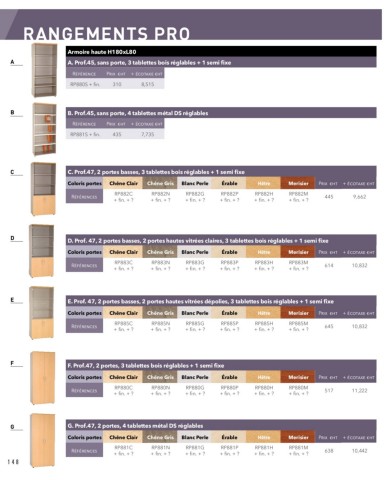 RANGEMENTS PRO
Armoire haute H180xL80
A
A. Prof.45, sans porte, 3 tablettes bois réglables + 1 semi fixe
RÉFÉRENCE PRIX €HT + ÉCOTAXE €HT
RP880S + fin. 310 8,515
B
B. Prof.45, sans porte, 4 tablettes métal DS réglables
RÉFÉRENCE PRIX €HT + ÉCOTAXE €HT
RP881S + fin. 435 7,735
C
C. Prof.47, 2 portes basses, 3 tablettes bois réglables + 1 semi fixe
Coloris portes Chêne Clair Chêne Gris Blanc Perle Érable Hêtre Merisier PRIX €HT + ÉCOTAXE €HT
RÉFÉRENCES RP882C RP882N RP882G RP882P RP882H RP882M 445 9,662
+ fin. + ? + fin. + ? + fin. + ? + fin. + ? + fin. + ? + fin. + ?
D
D. Prof. 47, 2 portes basses, 2 portes hautes vitrées claires, 3 tablettes bois réglables + 1 semi fixe
Coloris portes Chêne Clair Chêne Gris Blanc Perle Érable Hêtre Merisier PRIX €HT + ÉCOTAXE €HT
RÉFÉRENCES RP883C RP883N RP883G RP883P RP883H RP883M 614 10,832
+ fin. + ? + fin. + ? + fin. + ? + fin. + ? + fin. + ? + fin. + ?
E
E. Prof. 47, 2 portes basses, 2 portes hautes vitrées dépolies, 3 tablettes bois réglables + 1 semi fixe
Coloris portes Chêne Clair Chêne Gris Blanc Perle Érable Hêtre Merisier PRIX €HT + ÉCOTAXE €HT
RÉFÉRENCES RP885C RP885N RP885G RP885P RP885H RP885M 645 10,832
+ fin. + ? + fin. + ? + fin. + ? + fin. + ? + fin. + ? + fin. + ?
F
F. Prof.47, 2 portes, 3 tablettes bois réglables + 1 semi fixe
Coloris portes Chêne Clair Chêne Gris Blanc Perle Érable Hêtre Merisier PRIX €HT + ÉCOTAXE €HT
RÉFÉRENCES RP880C RP880N RP880G RP880P RP880H RP880M 517 11,222
+ fin. + ? + fin. + ? + fin. + ? + fin. + ? + fin. + ? + fin. + ?
G
G. Prof.47, 2 portes, 4 tablettes métal DS réglables
Coloris portes Chêne Clair Chêne Gris Blanc Perle Érable Hêtre Merisier PRIX €HT + ÉCOTAXE €HT
RÉFÉRENCES RP881C RP881N RP881G RP881P RP881H RP881M 638 10,442
+ fin. + ? + fin. + ? + fin. + ? + fin. + ? + fin. + ? + fin. + ?
148